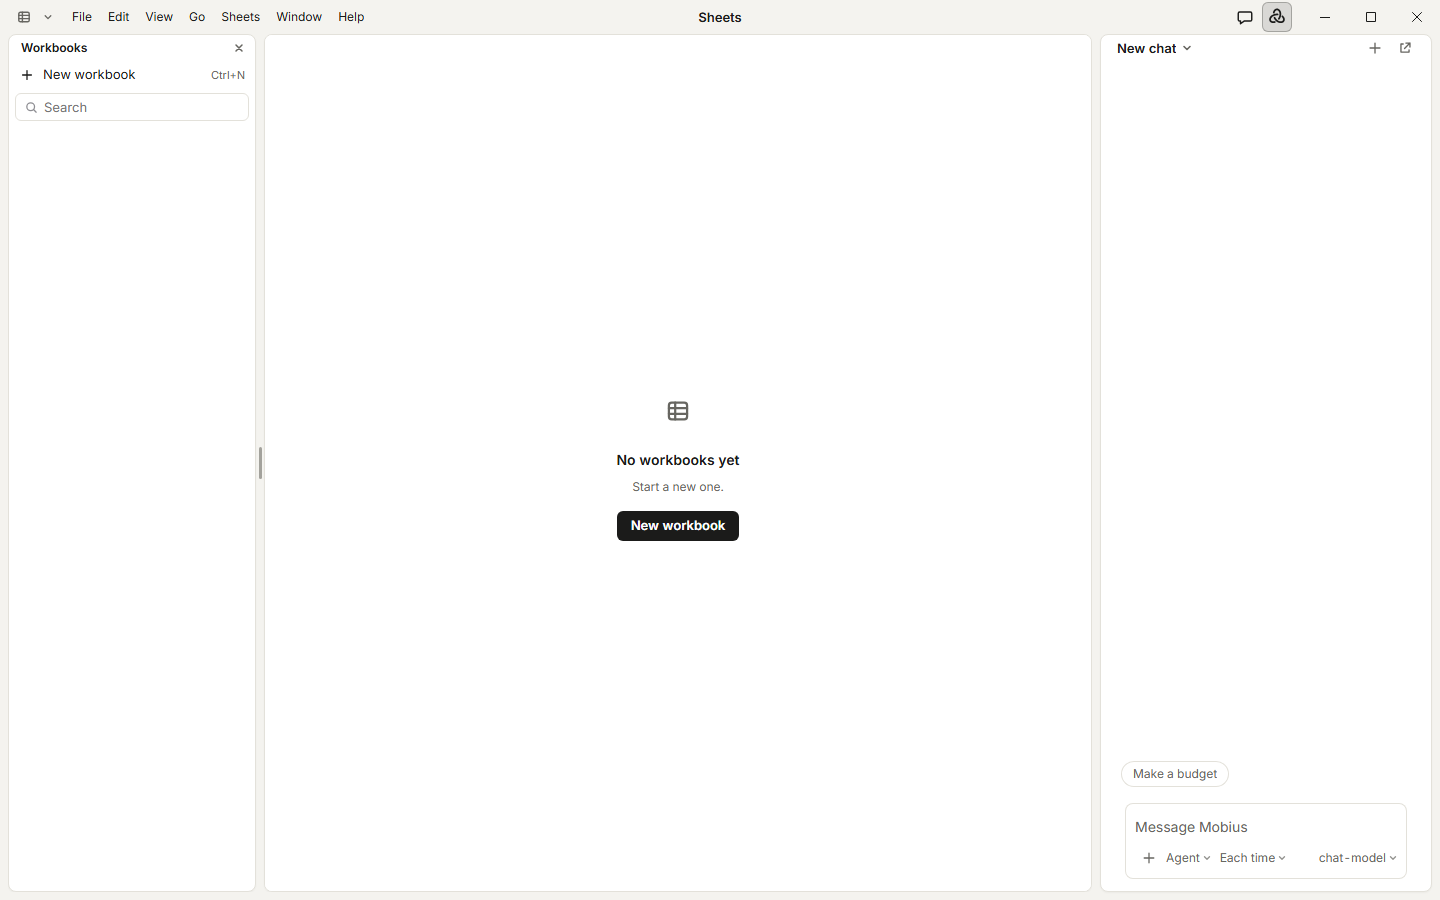 File Edit View Go Sheets Window Help
Sheets
Workbooks
New workbook Ctrl+N
Search
No workbooks yet
Start a new one.
New workbook
New chat
Make a budget
Message Mobius
Agent Each time chat-model